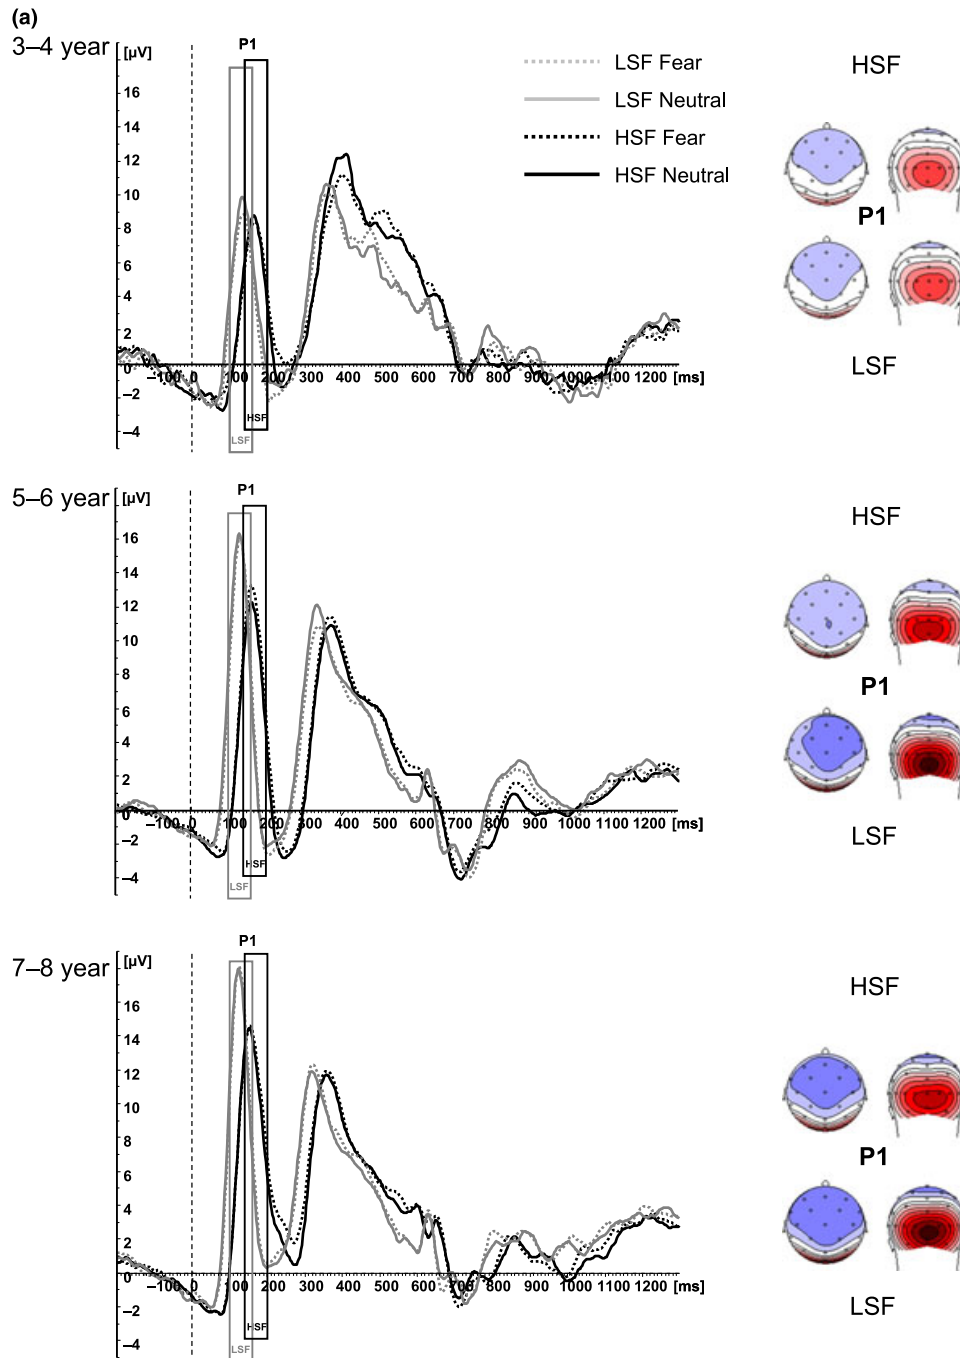 (a)
3–4 year
[µV]
P1
16
14
12
10
8
6
4
2
0
−2
−4
−100 0 100 200 300 400 500 600 700 800 900 1000 1100 1200 [ms]
HSF
LSF
LSF Fear
LSF Neutral
HSF Fear
HSF Neutral
HSF
P1
LSF
5–6 year
[µV]
P1
16
14
12
10
8
6
4
2
0
−2
−4
−100 0 100 200 300 400 500 600 700 800 900 1000 1100 1200 [ms]
HSF
LSF
HSF
P1
LSF
7–8 year
[µV]
P1
16
14
12
10
8
6
4
2
0
−2
−4
−100 0 100 200 300 400 500 600 700 800 900 1000 1100 1200 [ms]
HSF
LSF
HSF
P1
LSF